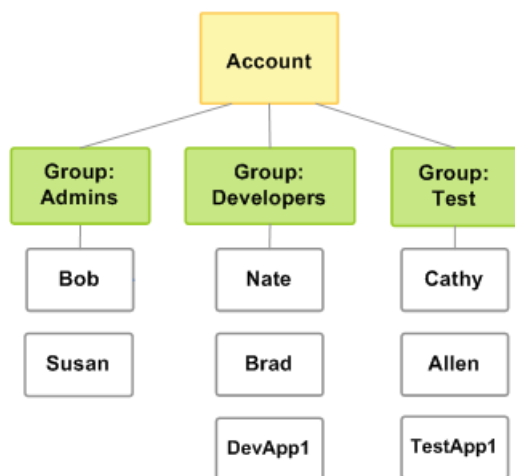 Account
Group:
Admins
Group:
Developers
Group:
Test
Bob
Nate
Cathy
Susan
Brad
Allen
DevApp1
TestApp1